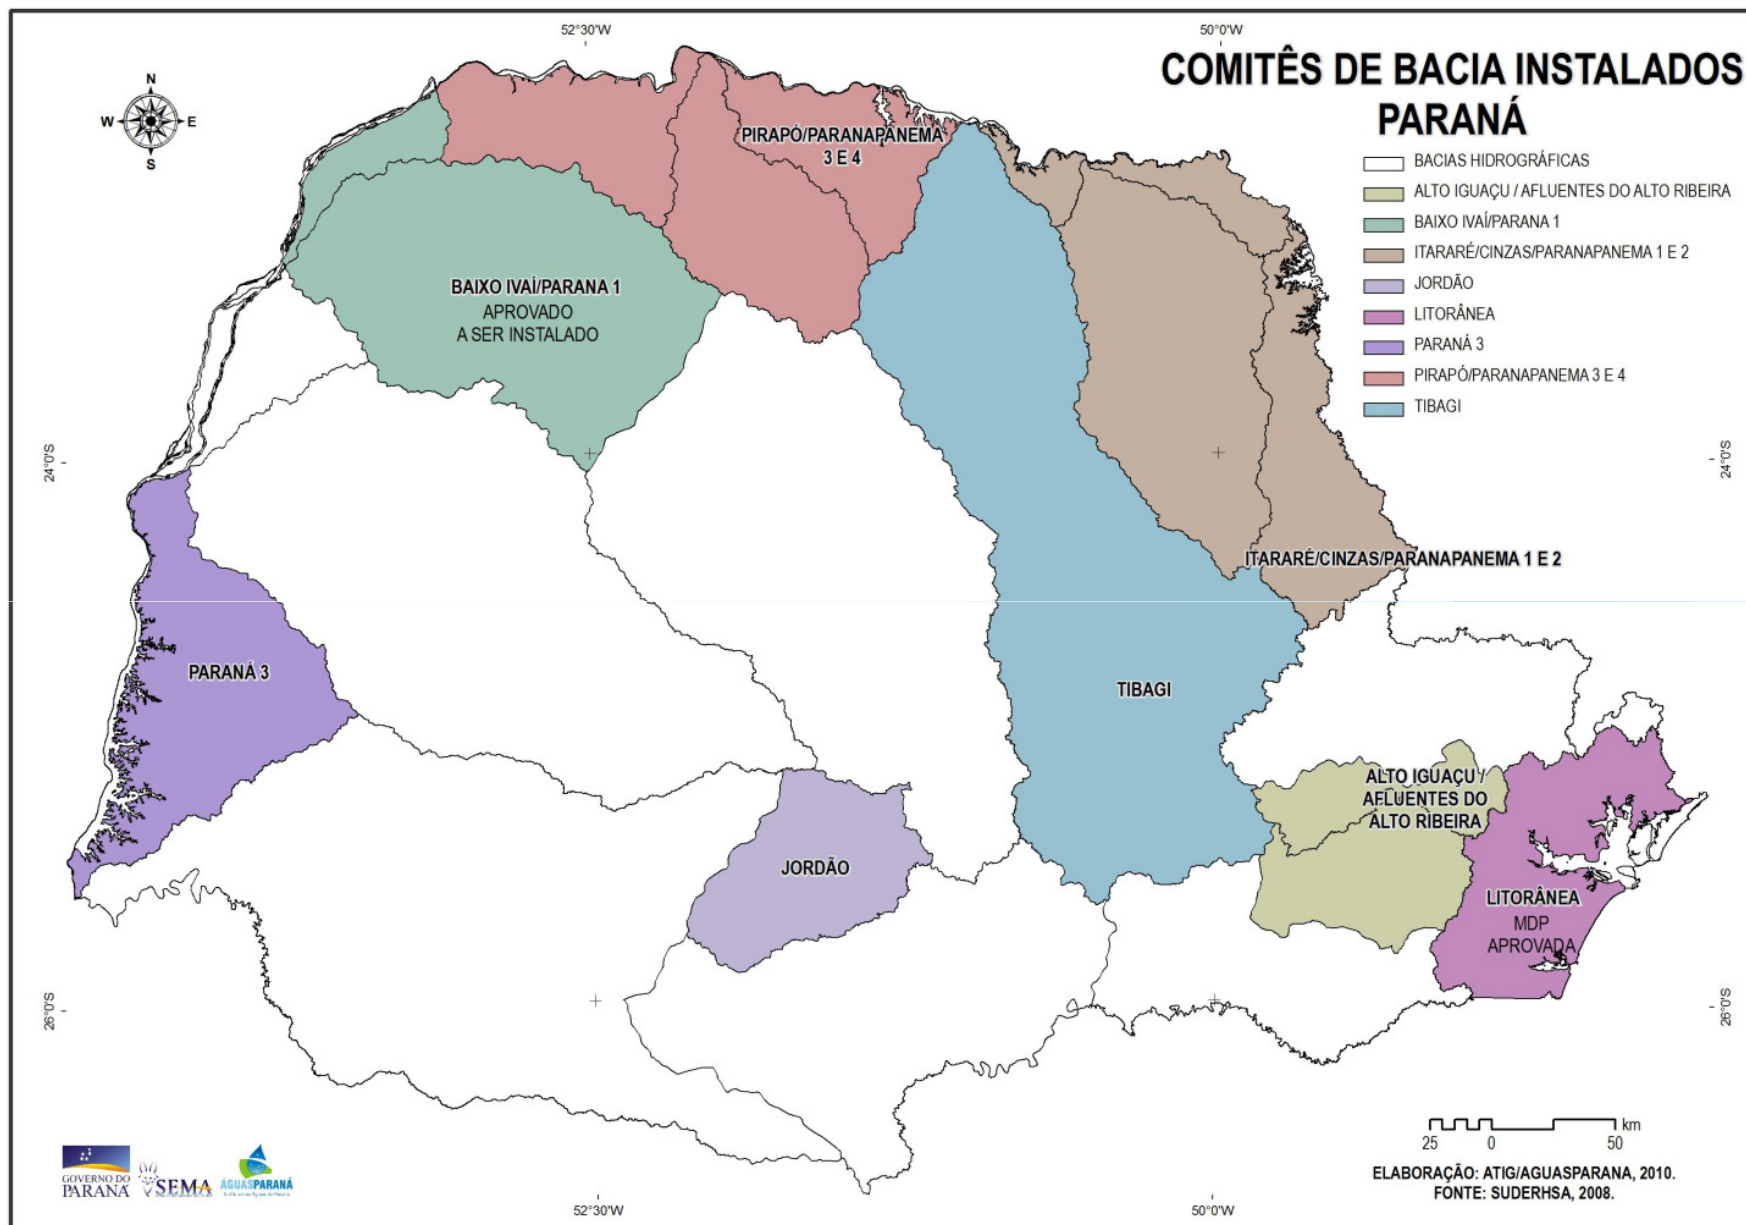 52°30'W
50°0'W
COMITÊS DE BACIA INSTALADOS
PARANÁ
N
W
E
S
BACIAS HIDROGRÁFICAS
ALTO IGUAÇU / AFLUENTES DO ALTO RIBEIRA
BAIXO IVAÍ/PARANA 1
ITARARÉ/CINZAS/PARANAPANEMA 1 E 2
JORDÃO
LITORÂNEA
PARANÁ 3
PIRAPÓ/PARANAPANEMA 3 E 4
TIBAGI
PIRAPÓ/PARANAPANEMA
3 E 4
BAIXO IVAÍ/PARANA 1
APROVADO
A SER INSTALADO
24°0'S
24°0'S
ITARARÉ/CINZAS/PARANAPANEMA 1 E 2
PARANÁ 3
TIBAGI
ALTO IGUAÇU /
AFLUENTES DO
ALTO RIBEIRA
JORDÃO
LITORÂNEA
MDP
APROVADA
26°0'S
26°0'S
25
0
50
km
ELABORAÇÃO: ATIG/AGUASPARANA, 2010.
FONTE: SUDERHSA, 2008.
GOVERNO DO
PARANÁ
SEMA
ÁGUASPARANÁ
52°30'W
50°0'W